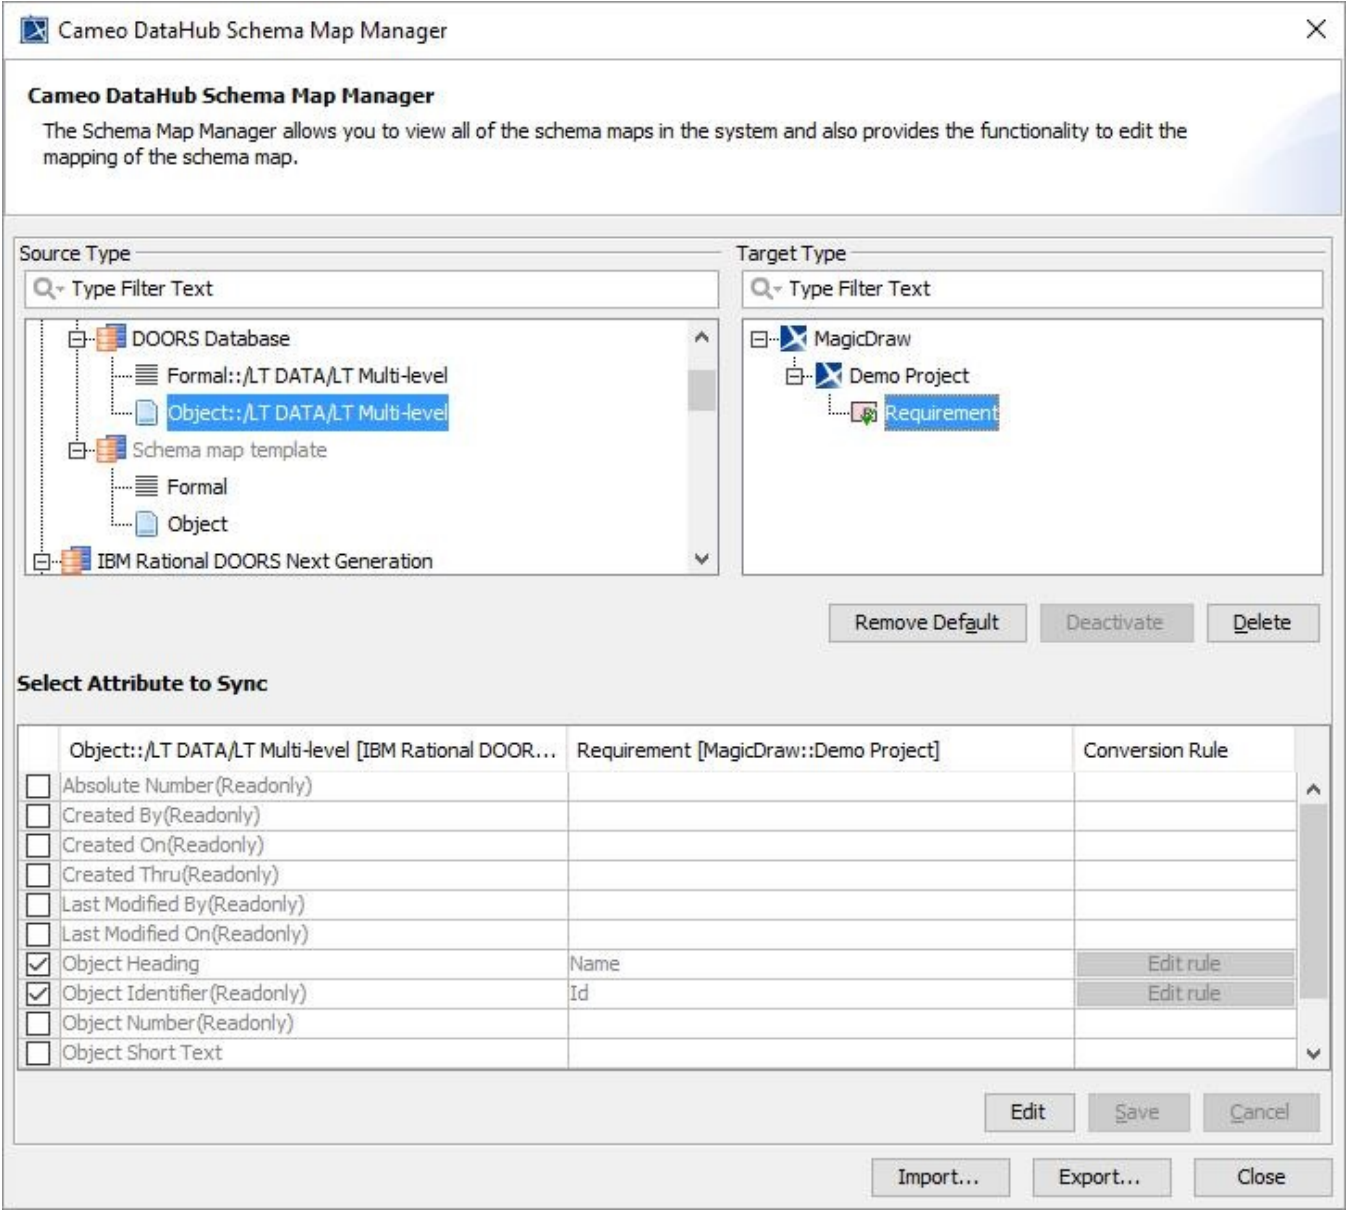 Cameo DataHub Schema Map Manager
Cameo DataHub Schema Map Manager
The Schema Map Manager allows you to view all of the schema maps in the system and also provides the functionality to edit the
mapping of the schema map.
Source Type
Target Type
Type Filter Text
Type Filter Text
DOORS Database
Formal::/LT DATA/LT Multi-level
Object::/LT DATA/LT Multi-level
Schema map template
Formal
Object
IBM Rational DOORS Next Generation
MagicDraw
Demo Project
Requirement
Remove Default
Deactivate
Delete
Select Attribute to Sync
Object::/LT DATA/LT Multi-level [IBM Rational DOOR... Requirement [MagicDraw::Demo Project] Conversion Rule
Absolute Number(Readonly)
Created By(Readonly)
Created On(Readonly)
Created Thru(Readonly)
Last Modified By(Readonly)
Last Modified On(Readonly)
Object Heading Name Edit rule
Object Identifier(Readonly) Id Edit rule
Object Number(Readonly)
Object Short Text
Edit Save Cancel
Import... Export... Close